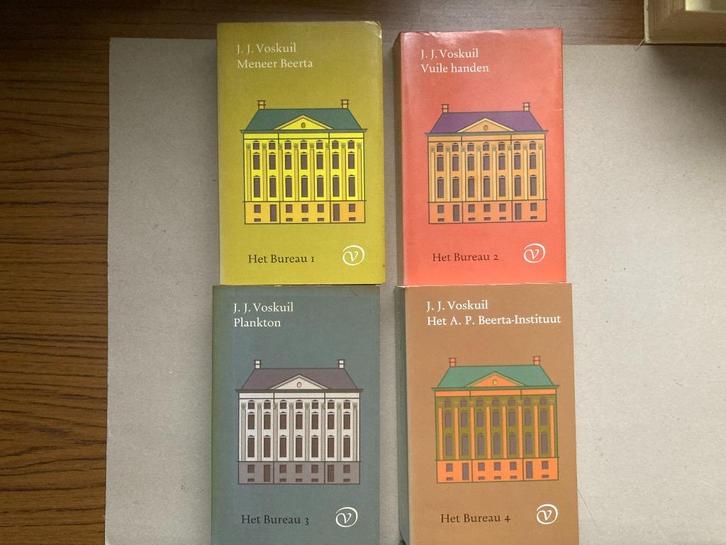 J. J. Voskuil
Meneer Beerta
Het Bureau 1
V
J. J. Voskuil
Vuile handen
Het Bureau 2
V
J. J. Voskuil
Plankton
Het Bureau 3
V
J. J. Voskuil
Het A. P. Beerta-Instituut
Het Bureau 4
V